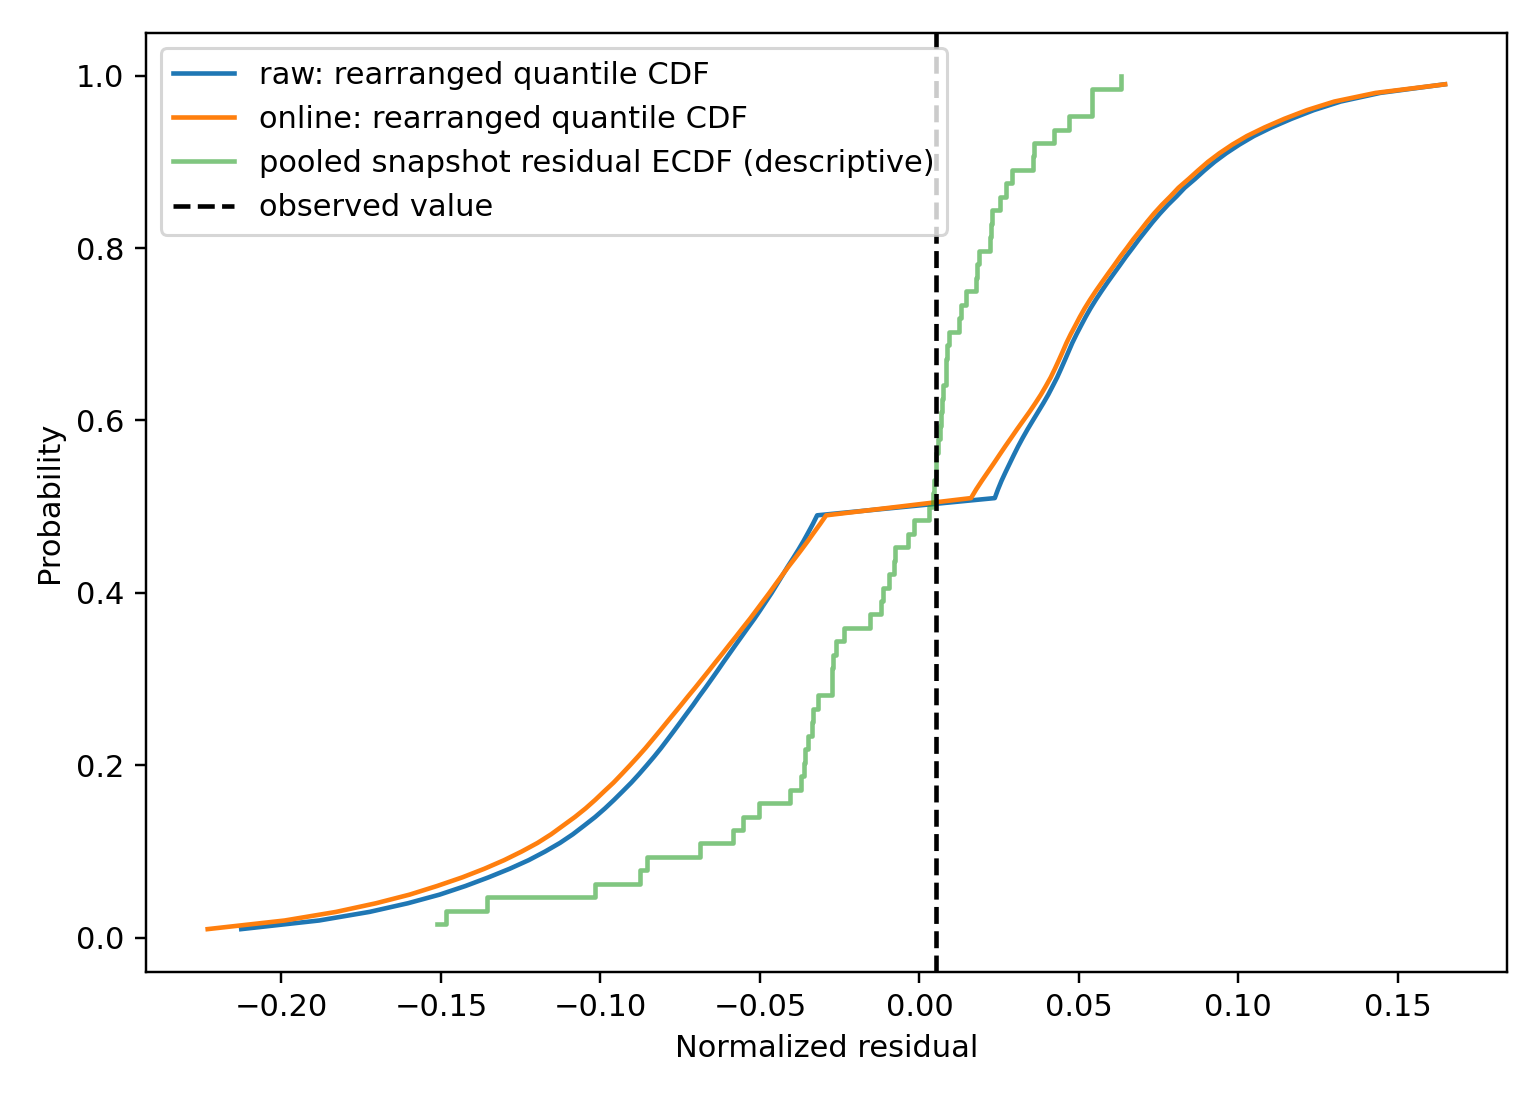 raw: rearranged quantile CDF
online: rearranged quantile CDF
pooled snapshot residual ECDF (descriptive)
observed value
Probability
1.0
0.8
0.6
0.4
0.2
0.0
−0.20 −0.15 −0.10 −0.05 0.00 0.05 0.10 0.15
Normalized residual